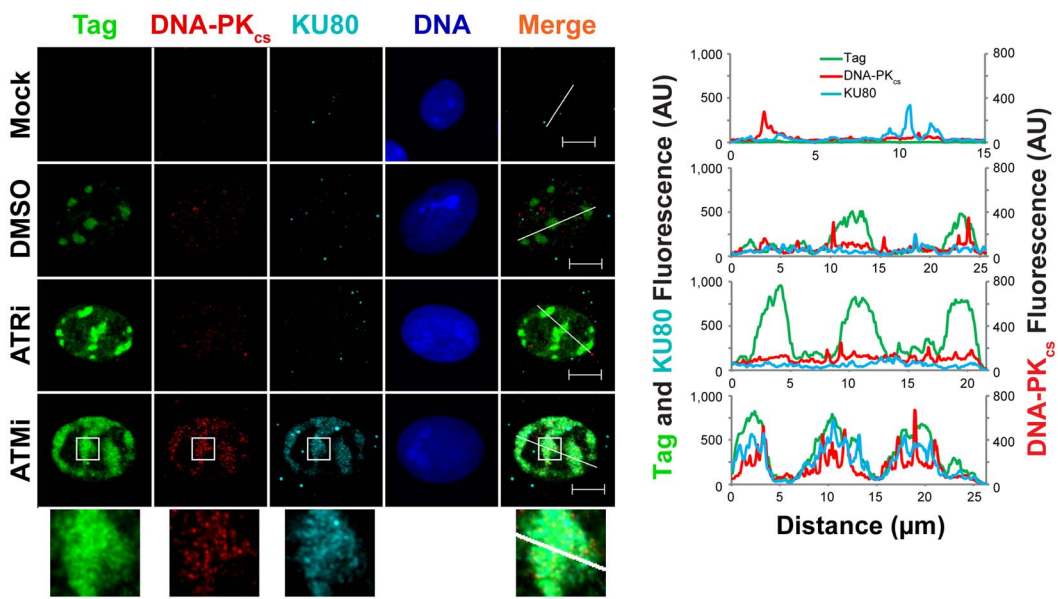 Tag DNA-PKcs KU80 DNA Merge
Mock
DMSO
ATRi
ATMi
Tag and KU80 Fluorescence (AU)
1,000
500
0
800
400
0
Tag
DNA-PKcs
KU80
0 5 10 15
1,000
500
0
800
400
0
0 5 10 15 20 25
1,000
500
0
800
400
0
0 5 10 15 20
1,000
500
0
800
400
0
0 5 10 15 20 25
Distance (µm)
DNA-PKcs Fluorescence (AU)